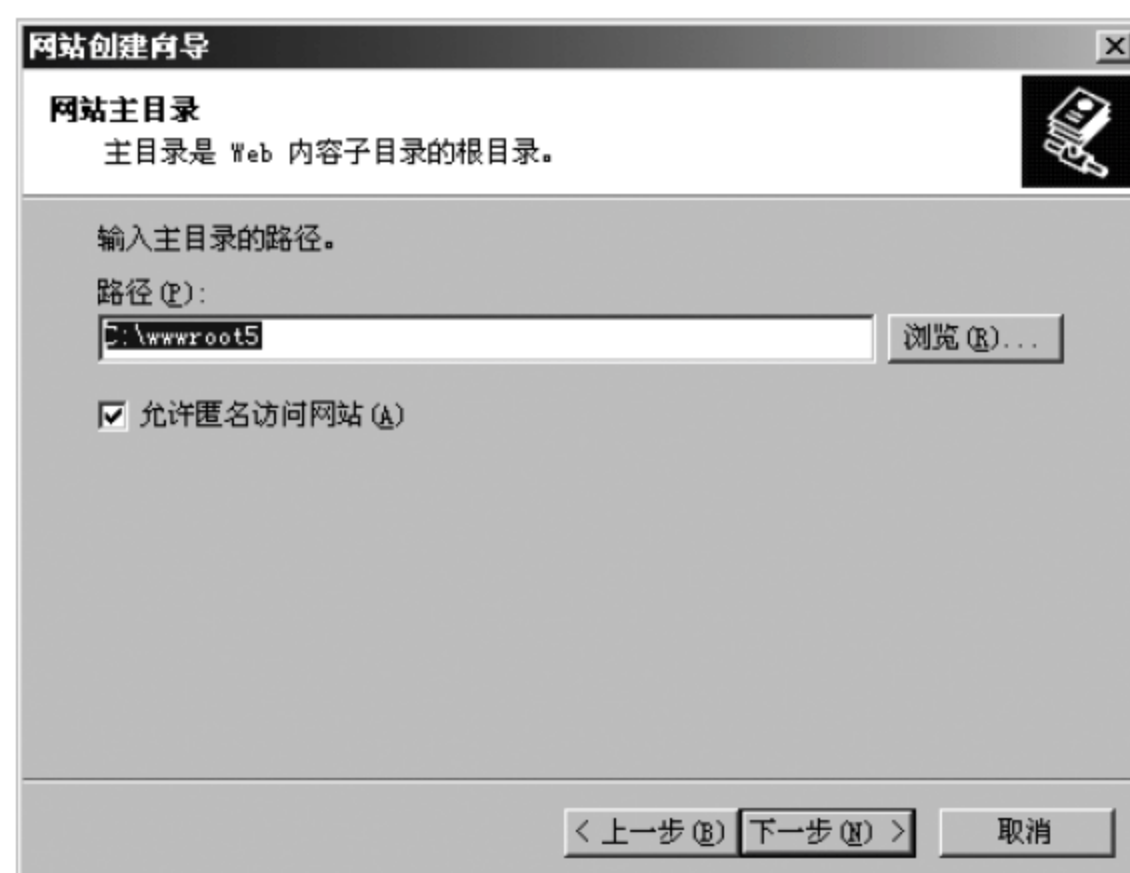 网站创建向导
网站主目录
主目录是 Web 内容子目录的根目录。
输入主目录的路径。
路径(P):
C:\wwwroot5
浏览(R)...
允许匿名访问网站(A)
< 上一步(B) 下一步(N) > 取消